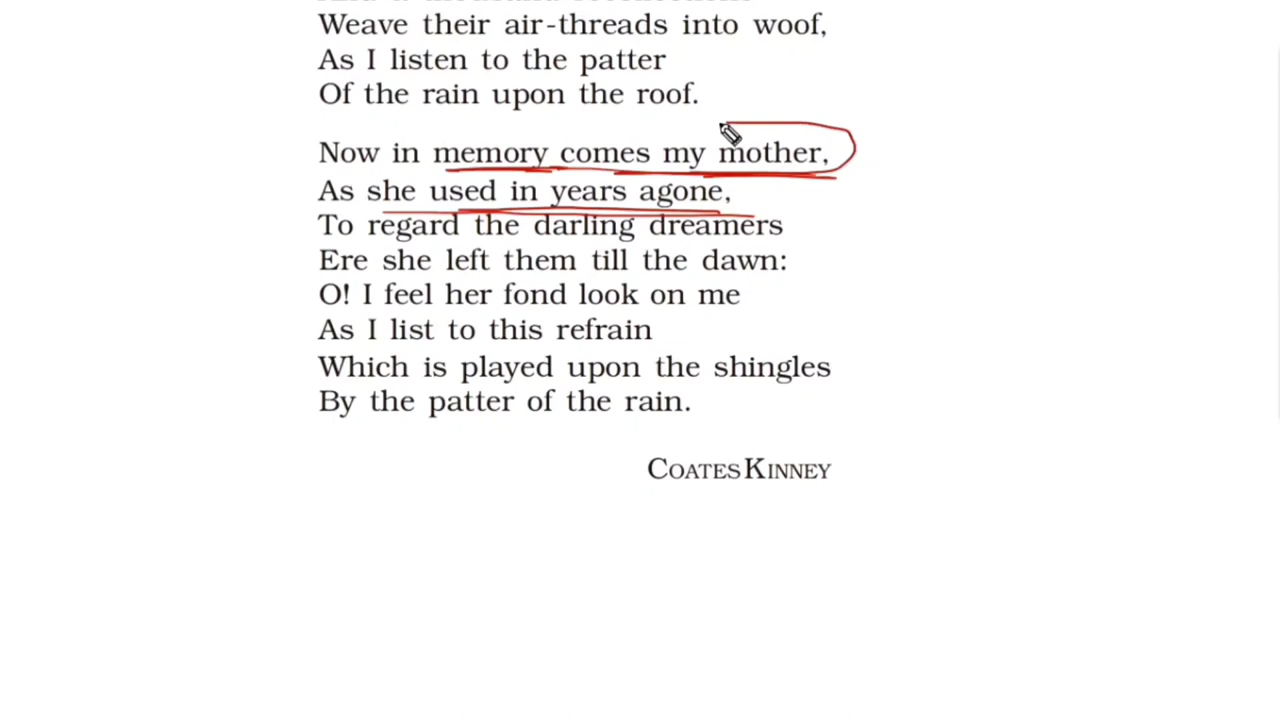 Weave their air-threads into woof,
As I listen to the patter
Of the rain upon the roof.
Now in memory comes my mother,
As she used in years agone,
To regard the darling dreamers
Ere she left them till the dawn:
O! I feel her fond look on me
As I list to this refrain
Which is played upon the shingles
By the patter of the rain.
COATES KINNEY